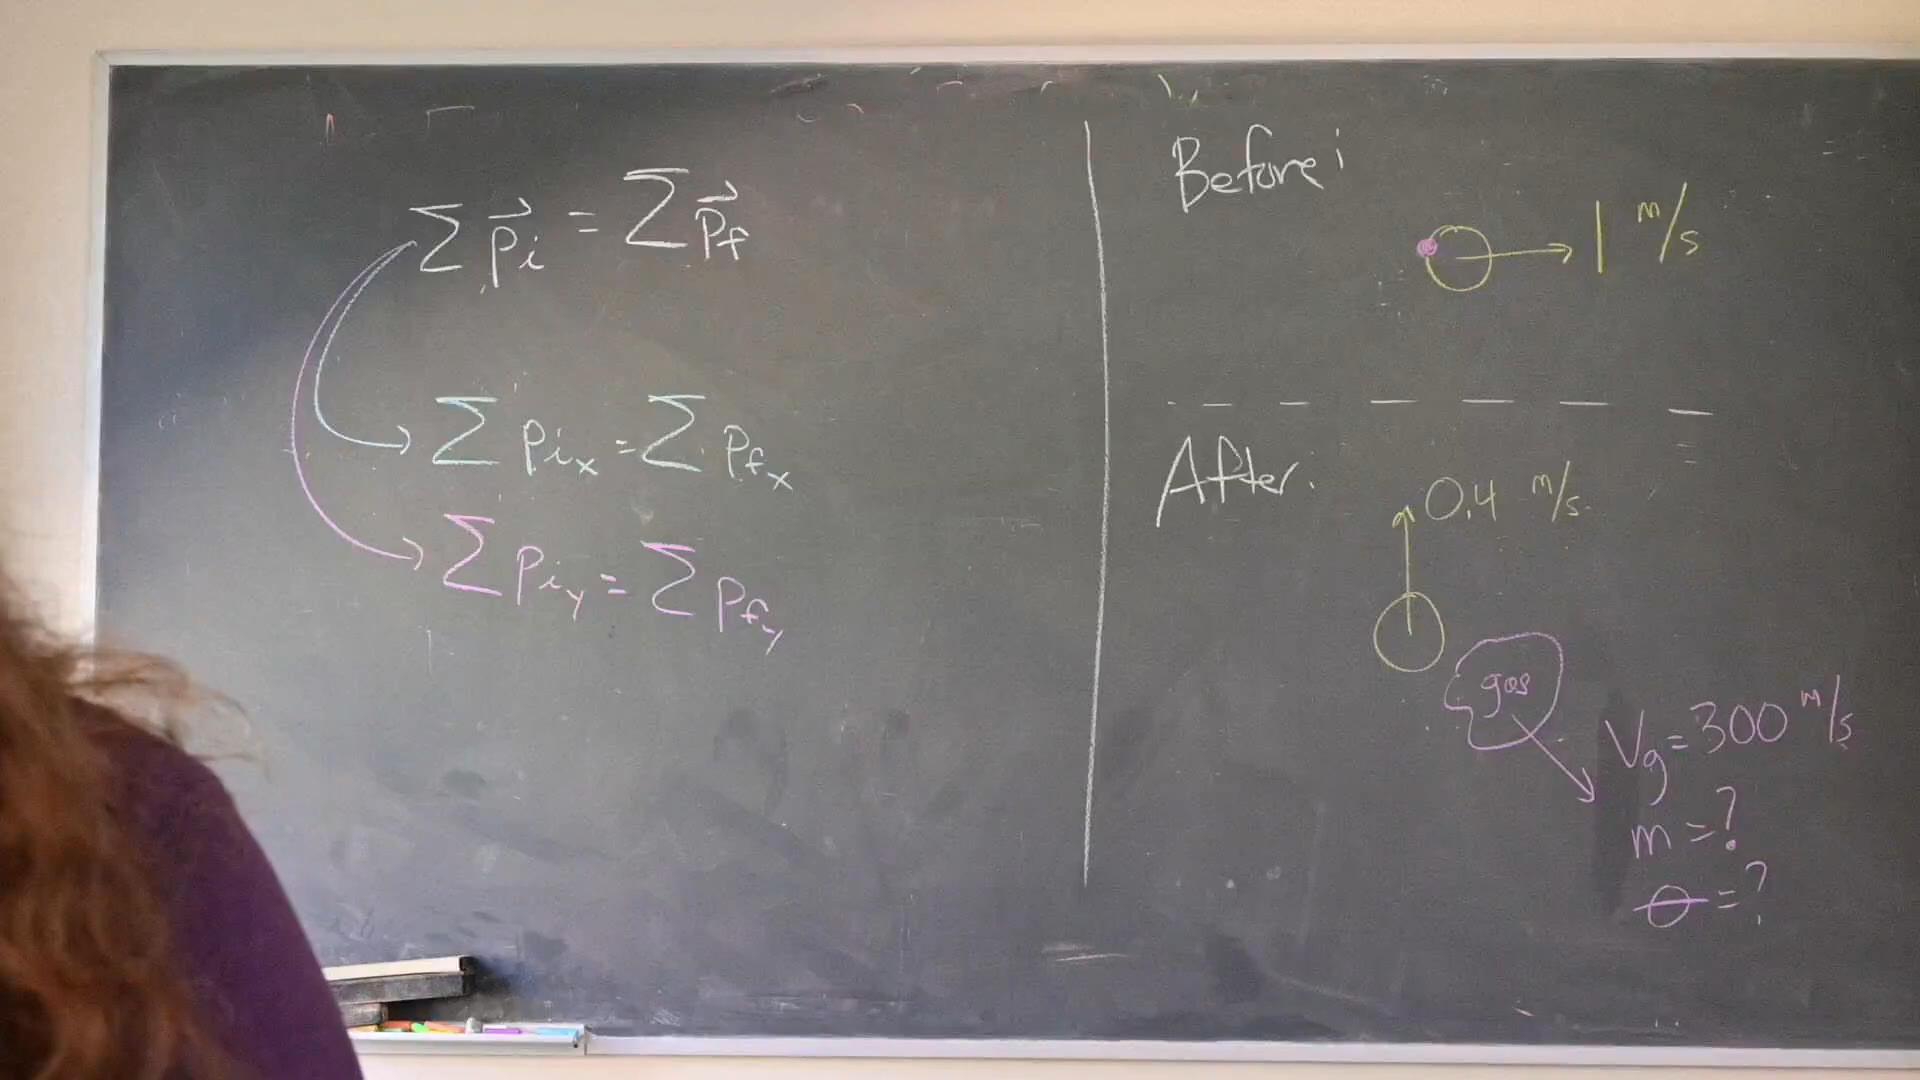 ∑ p⃗i = ∑ p⃗f
∑ pix = ∑ pfx
∑ piy = ∑ pfy
Before:
1 m/s
After:
0.4 m/s
gas
Vg = 300 m/s
m = ?
θ = ?